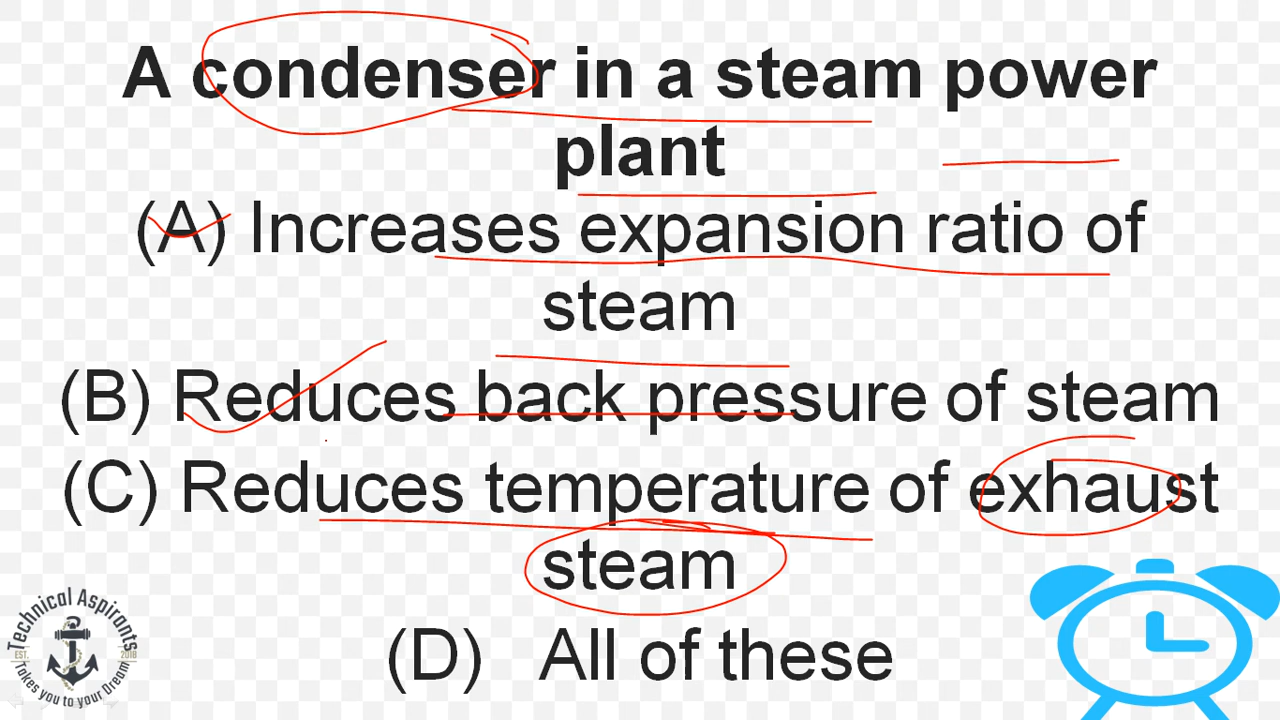 A condenser in a steam power
plant
(A) Increases expansion ratio of
steam
(B) Reduces back pressure of steam
(C) Reduces temperature of exhaust
steam
(D) All of these
Technical Aspirants
EST. 2018
Takes you to your Dream